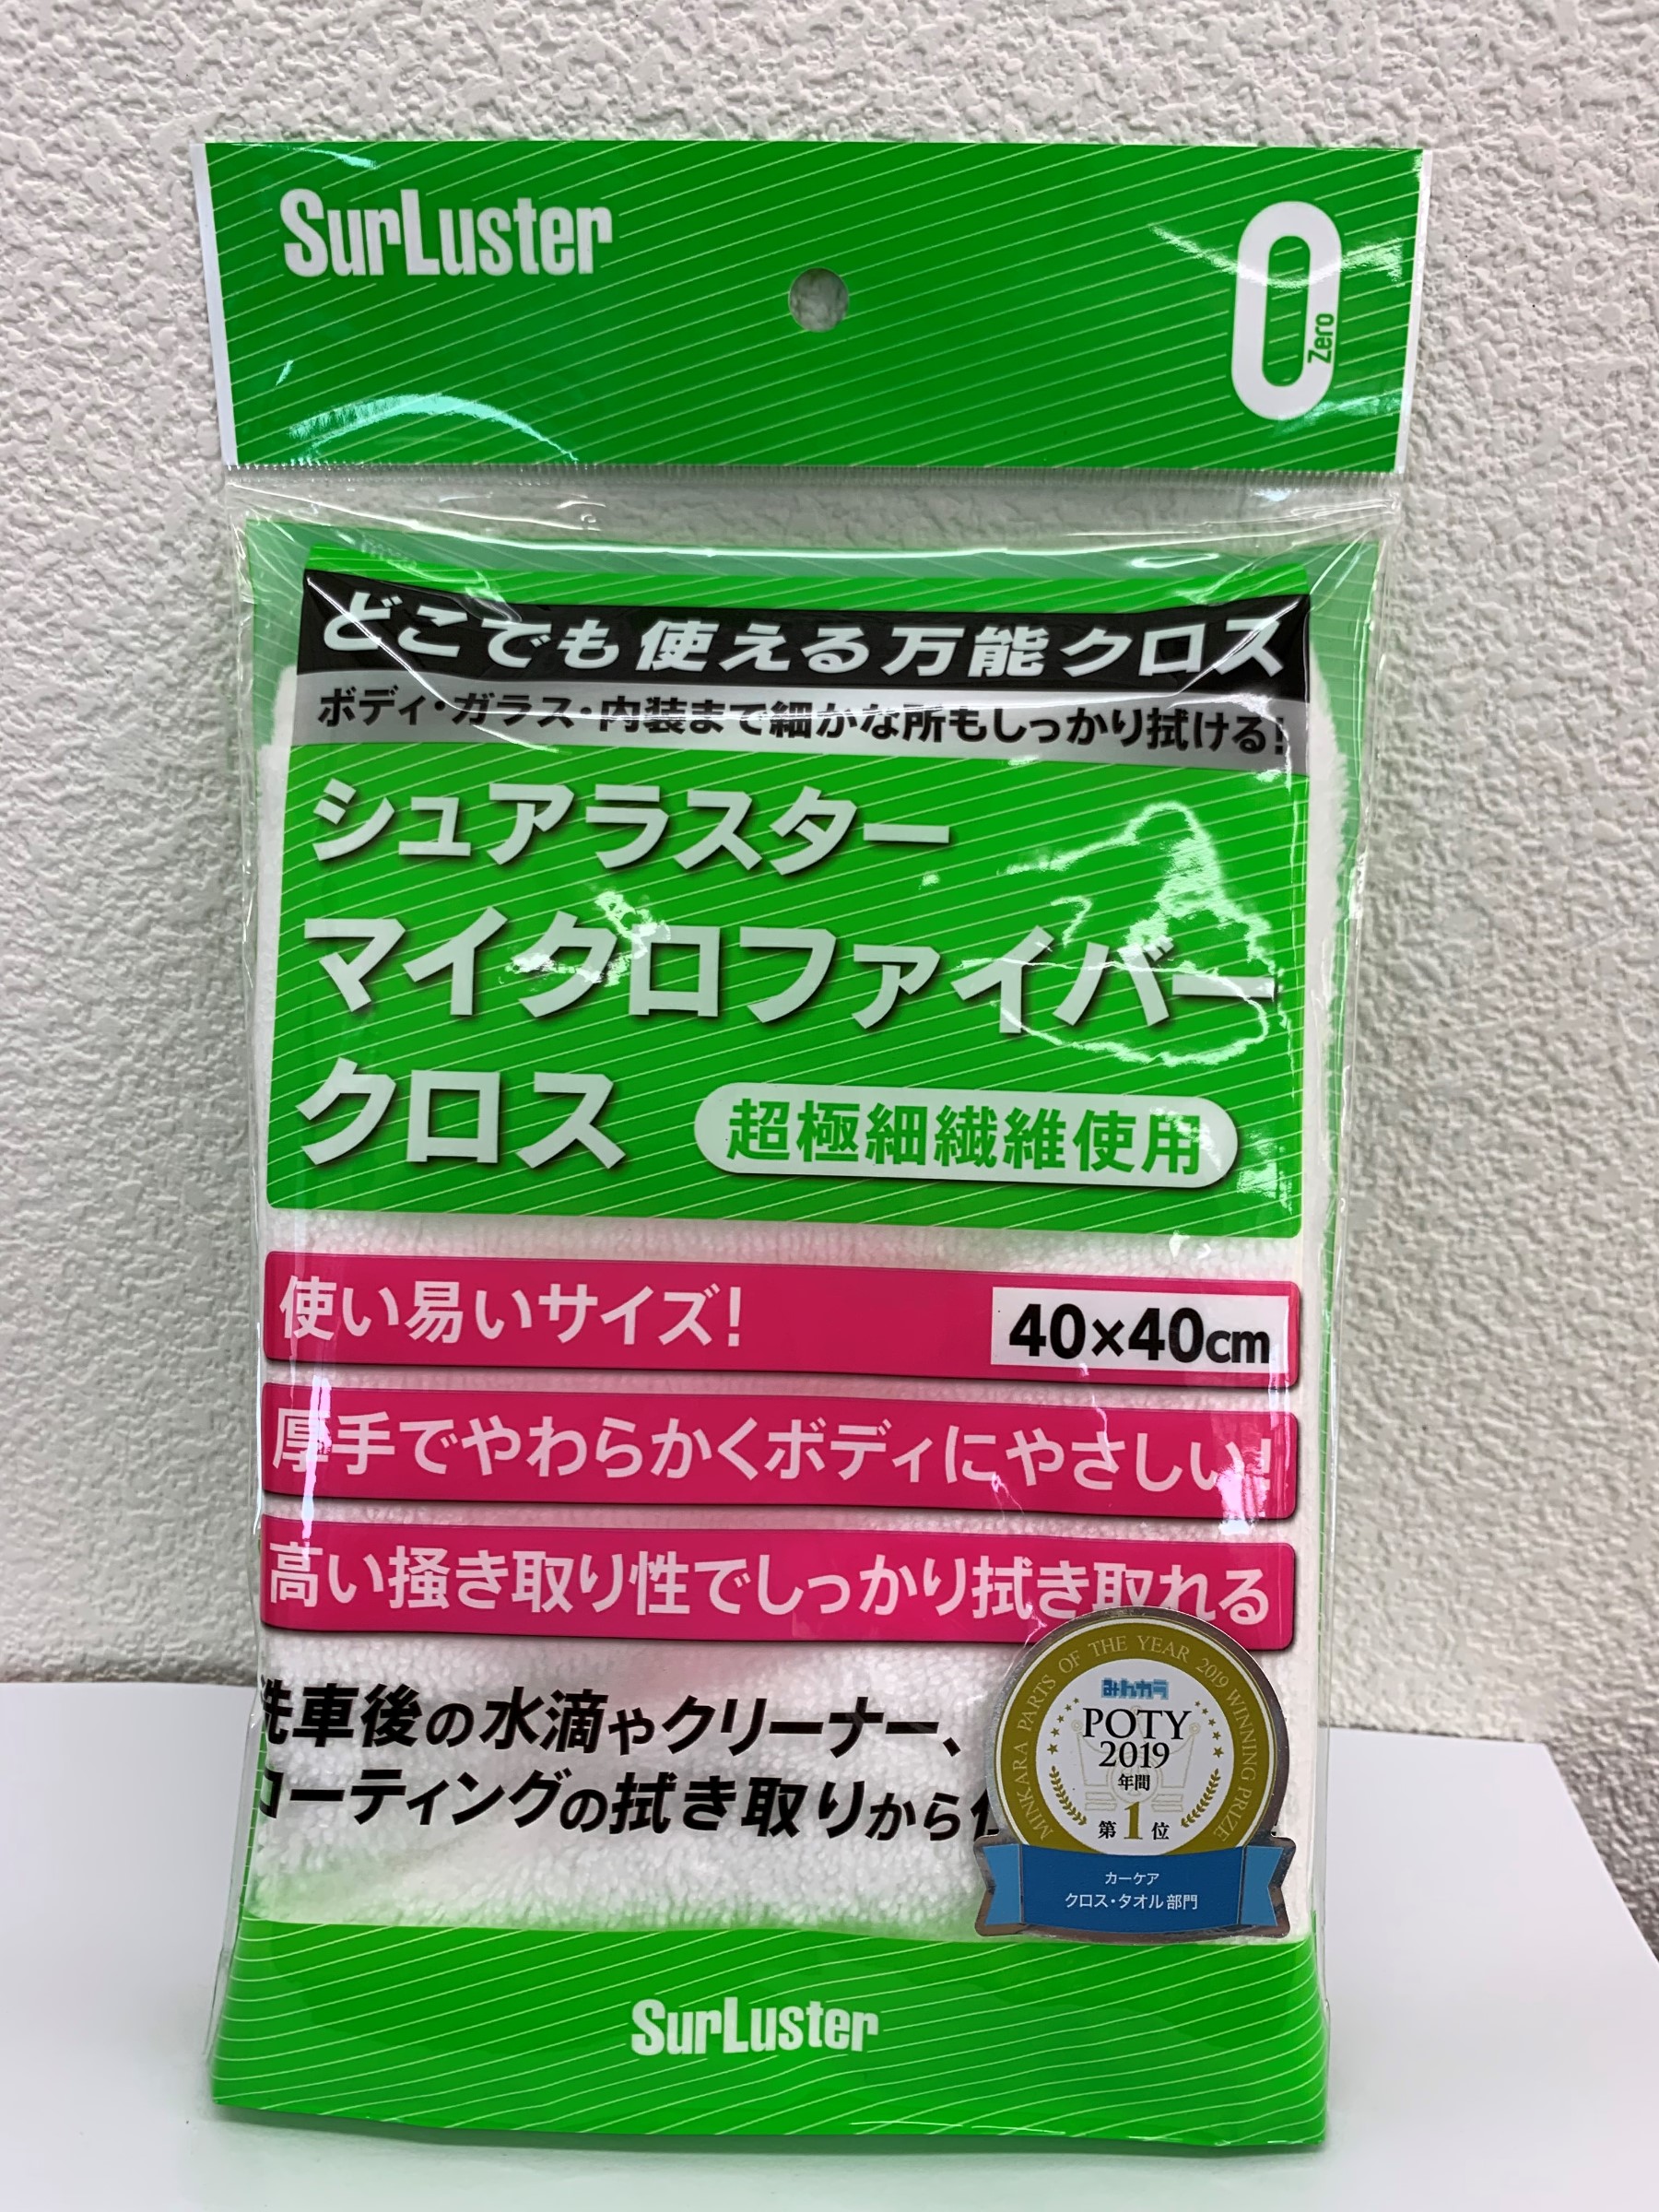 SurLuster
0
Zero
どこでも使える万能クロス
ボディ・ガラス・内装まで細かな所もしっかり拭ける!
シュアラスター
マイクロファイバー
クロス
超極細繊維使用
使い易いサイズ!
40×40cm
厚手でやわらかくボディにやさしい!
高い掻き取り性でしっかり拭き取れる
洗車後の水滴やクリーナー、
コーティングの拭き取りから
MINKARA PARTS OF THE YEAR 2019 WINNING PRIZE
みんカラ
POTY
2019
年間
第1位
カーケア
クロス・タオル部門
SurLuster